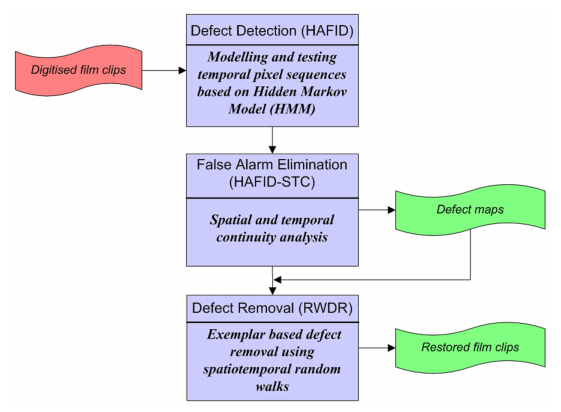 Defect Detection (HAFID)
Modelling and testing
temporal pixel sequences
based on Hidden Markov
Model (HMM)
Digitised film clips
False Alarm Elimination
(HAFID-STC)
Spatial and temporal
continuity analysis
Defect maps
Defect Removal (RWDR)
Exemplar based defect
removal using
spatiotemporal random
walks
Restored film clips